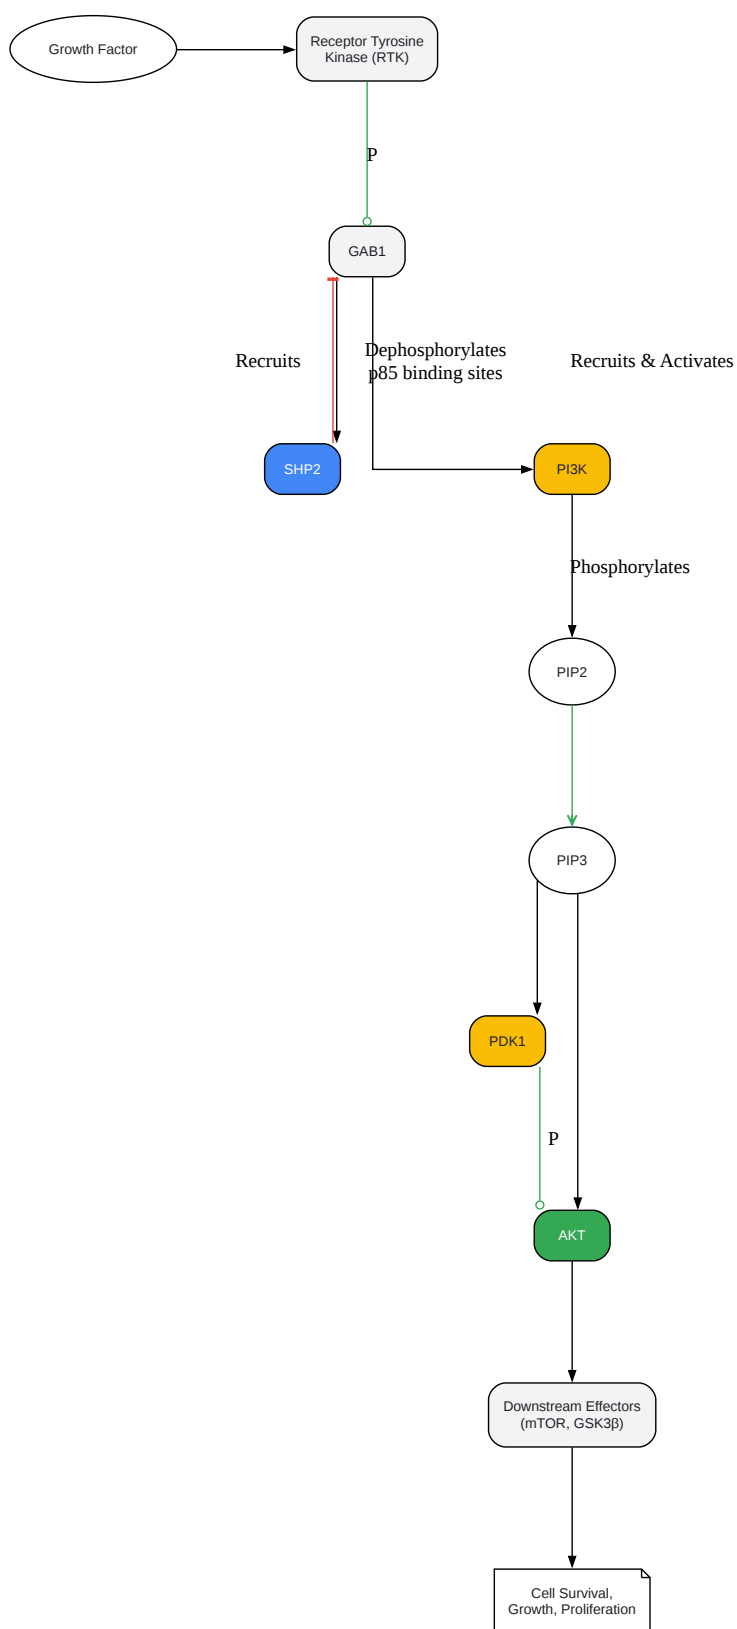 Growth Factor
Receptor Tyrosine
Kinase (RTK)
P
GAB1
Recruits
Dephosphorylates
p85 binding sites
Recruits & Activates
SHP2
PI3K
Phosphorylates
PIP2
PIP3
PDK1
P
AKT
Downstream Effectors
(mTOR, GSK3β)
Cell Survival,
Growth, Proliferation